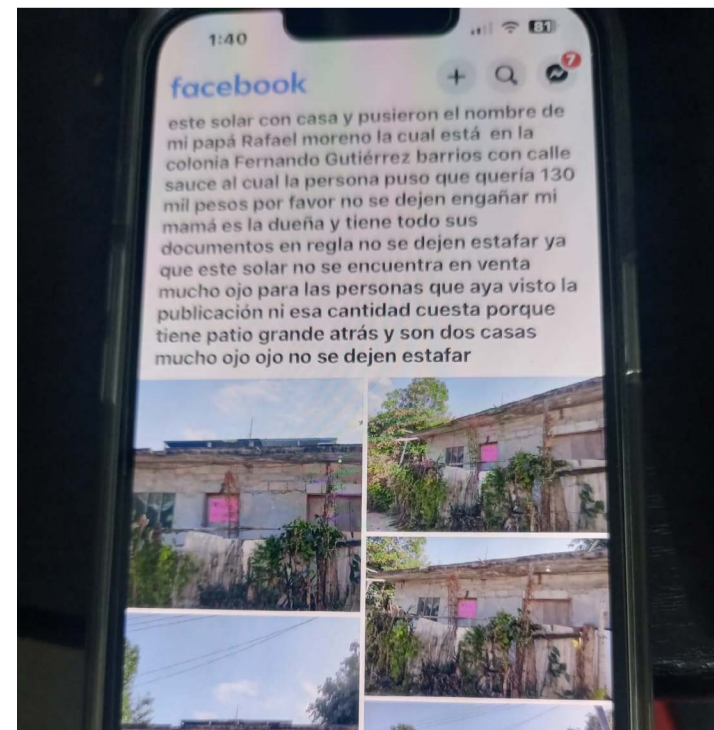 1:40
81
facebook
7
este solar con casa y pusieron el nombre de
mi papá Rafael moreno la cual está en la
colonia Fernando Gutiérrez barrios con calle
sauce al cual la persona puso que quería 130
mil pesos por favor no se dejen engañar mi
mamá es la dueña y tiene todo sus
documentos en regla no se dejen estafar ya
que este solar no se encuentra en venta
mucho ojo para las personas que aya visto la
publicación ni esa cantidad cuesta porque
tiene patio grande atrás y son dos casas
mucho ojo ojo no se dejen estafar